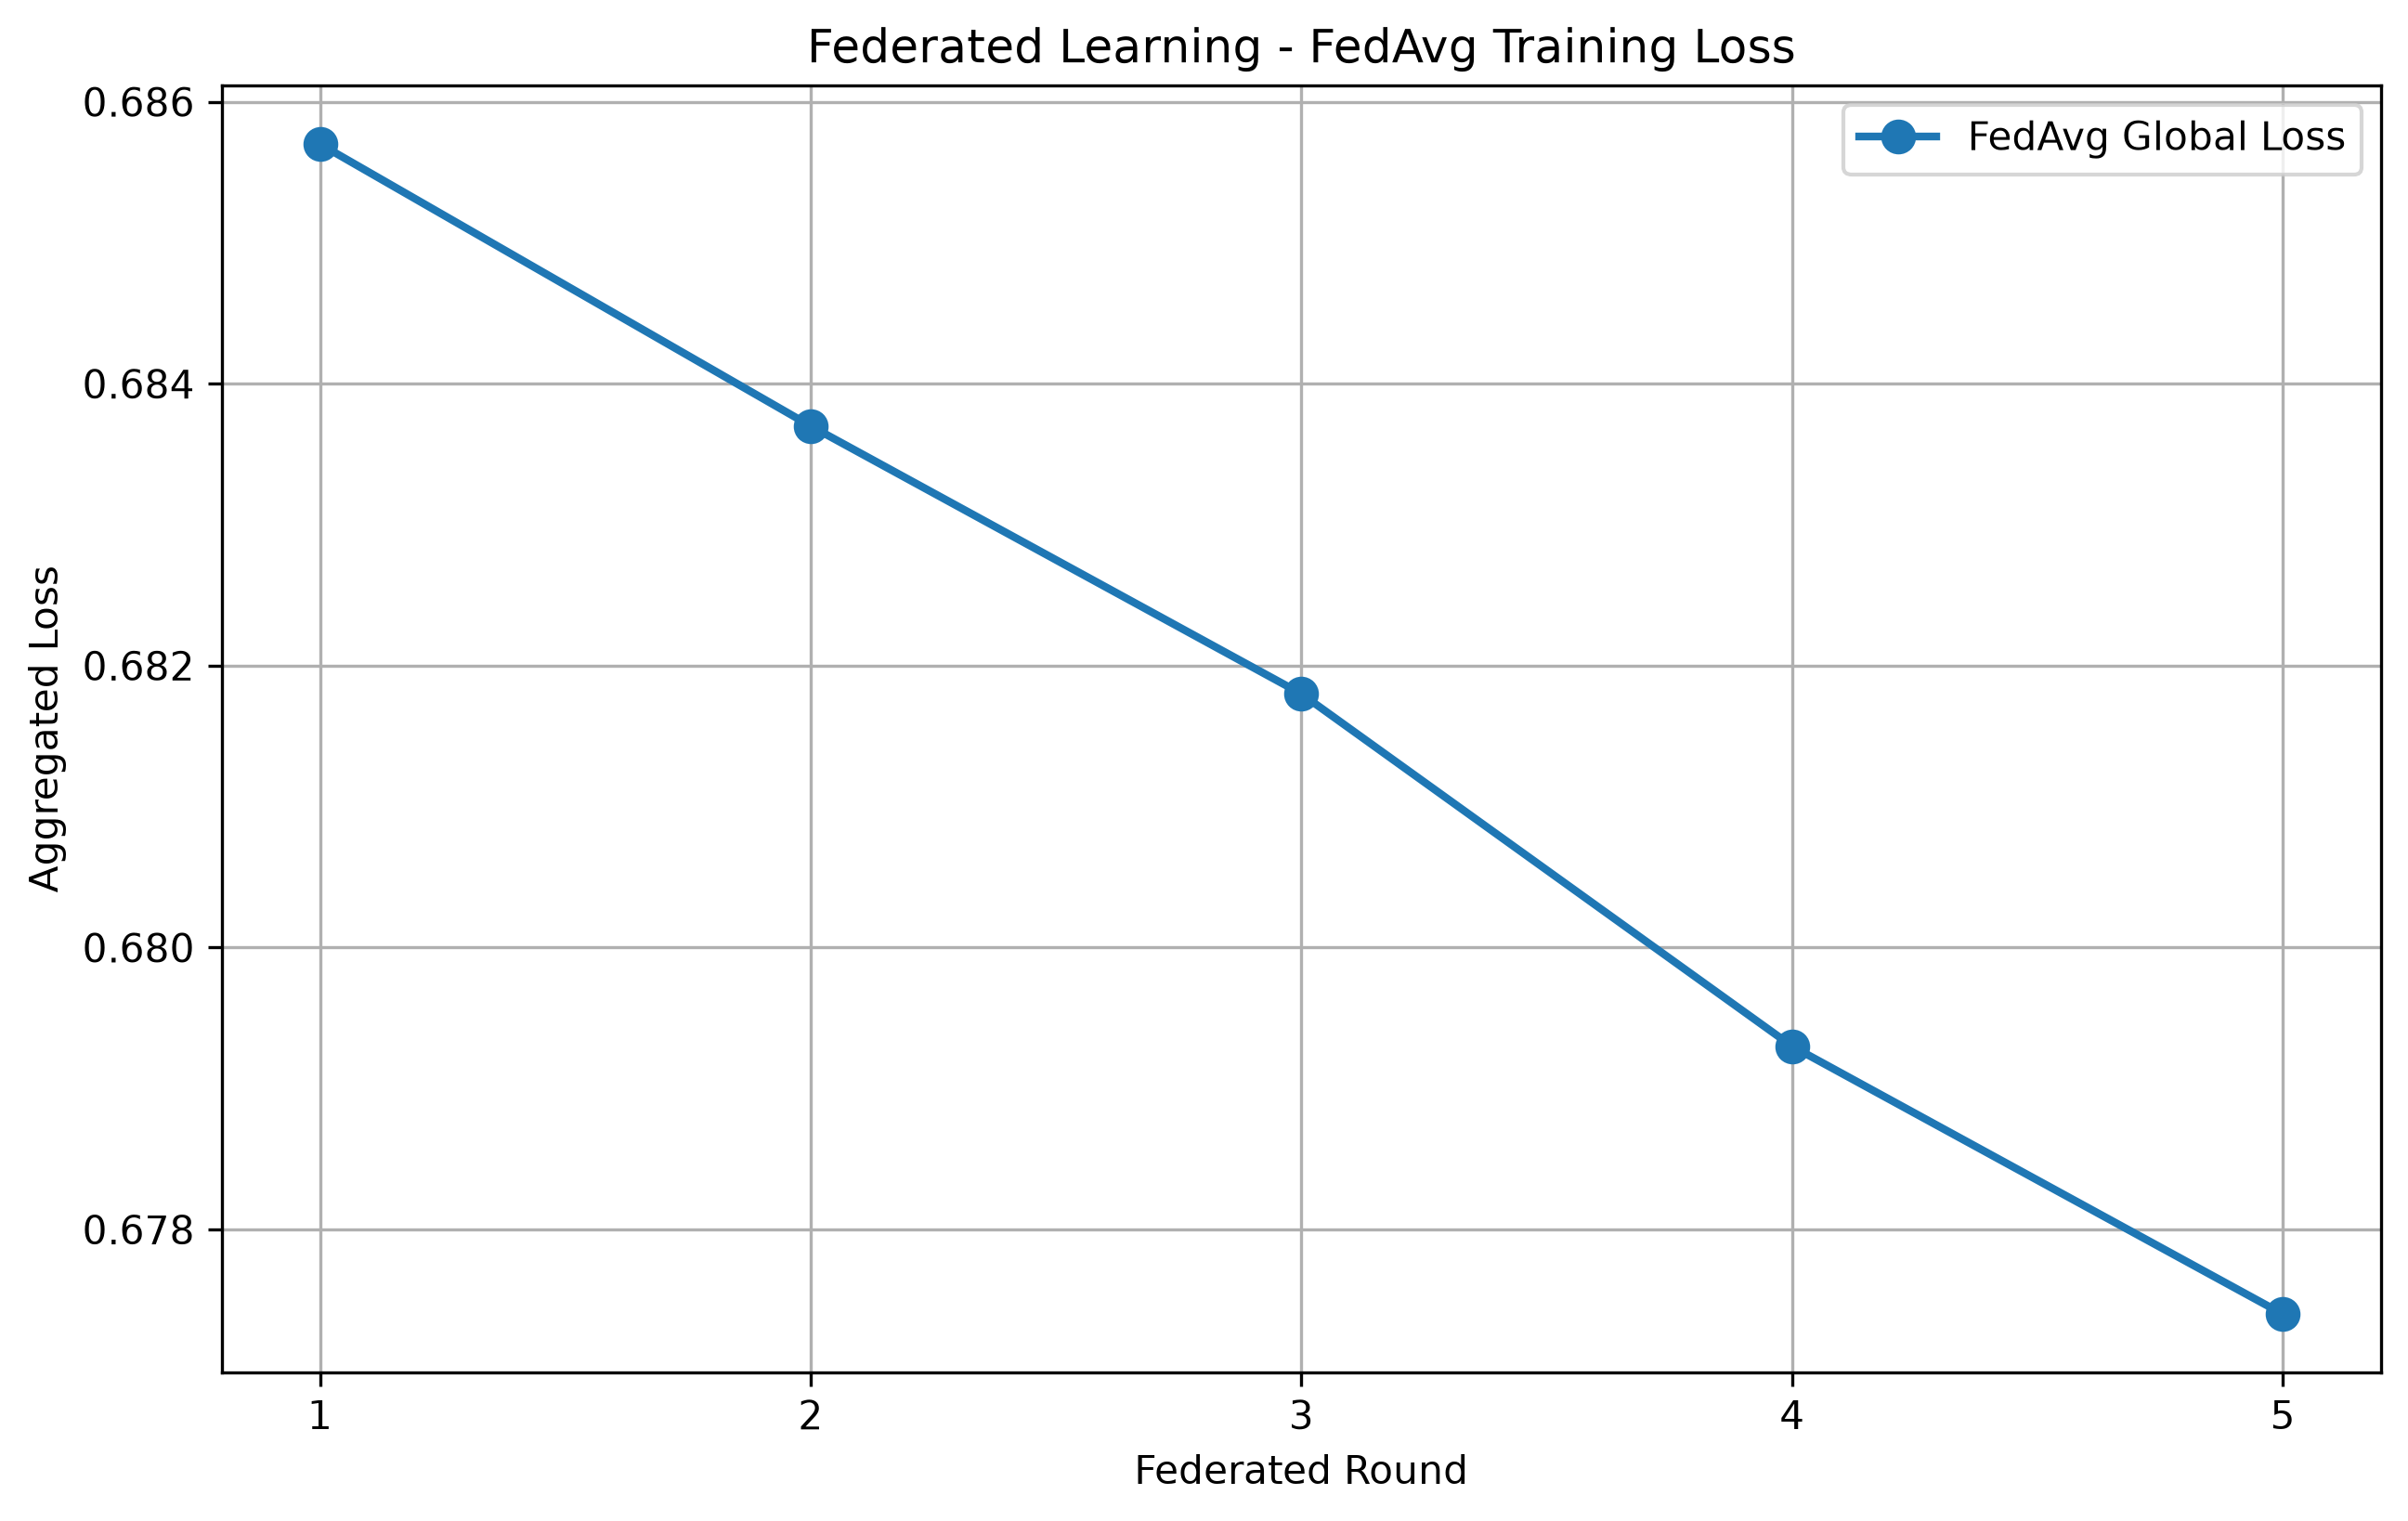 Federated Learning - FedAvg Training Loss
FedAvg Global Loss
0.686
0.684
0.682
0.680
0.678
Aggregated Loss
1 2 3 4 5
Federated Round